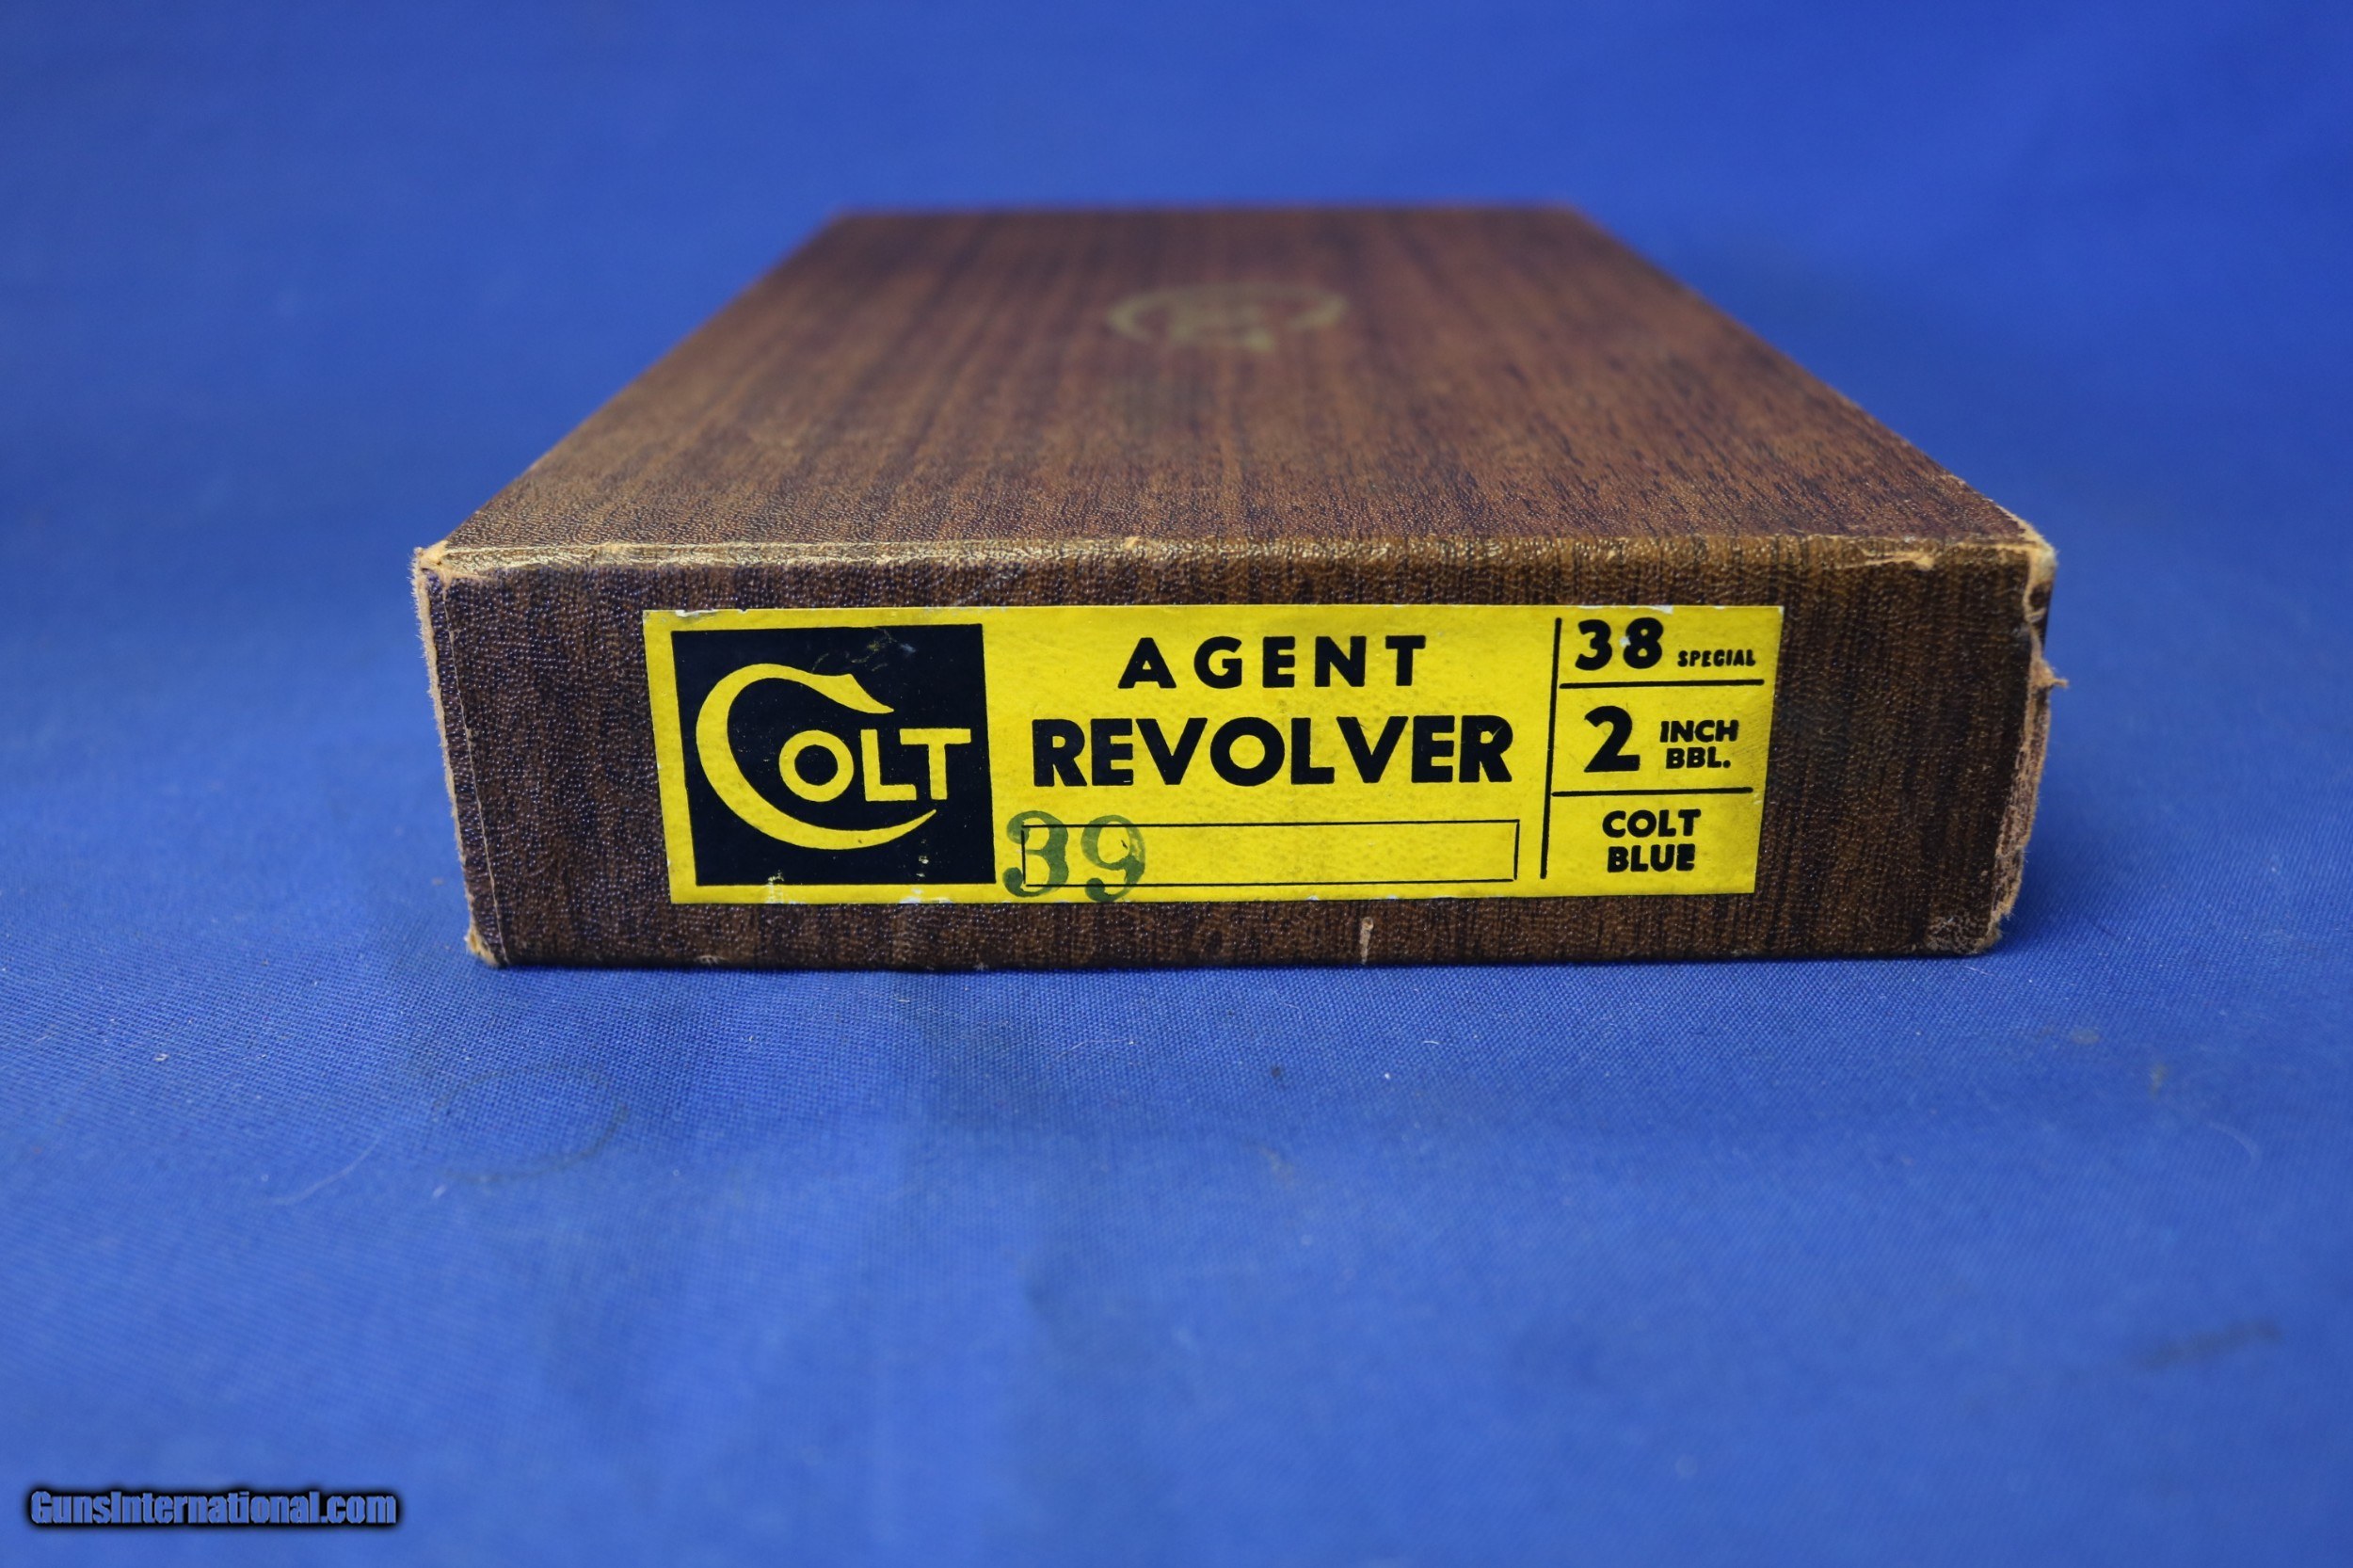 COLT
AGENT
REVOLVER
39
38 SPECIAL
2 INCH
BBL.
COLT
BLUE
GunsInternational.com